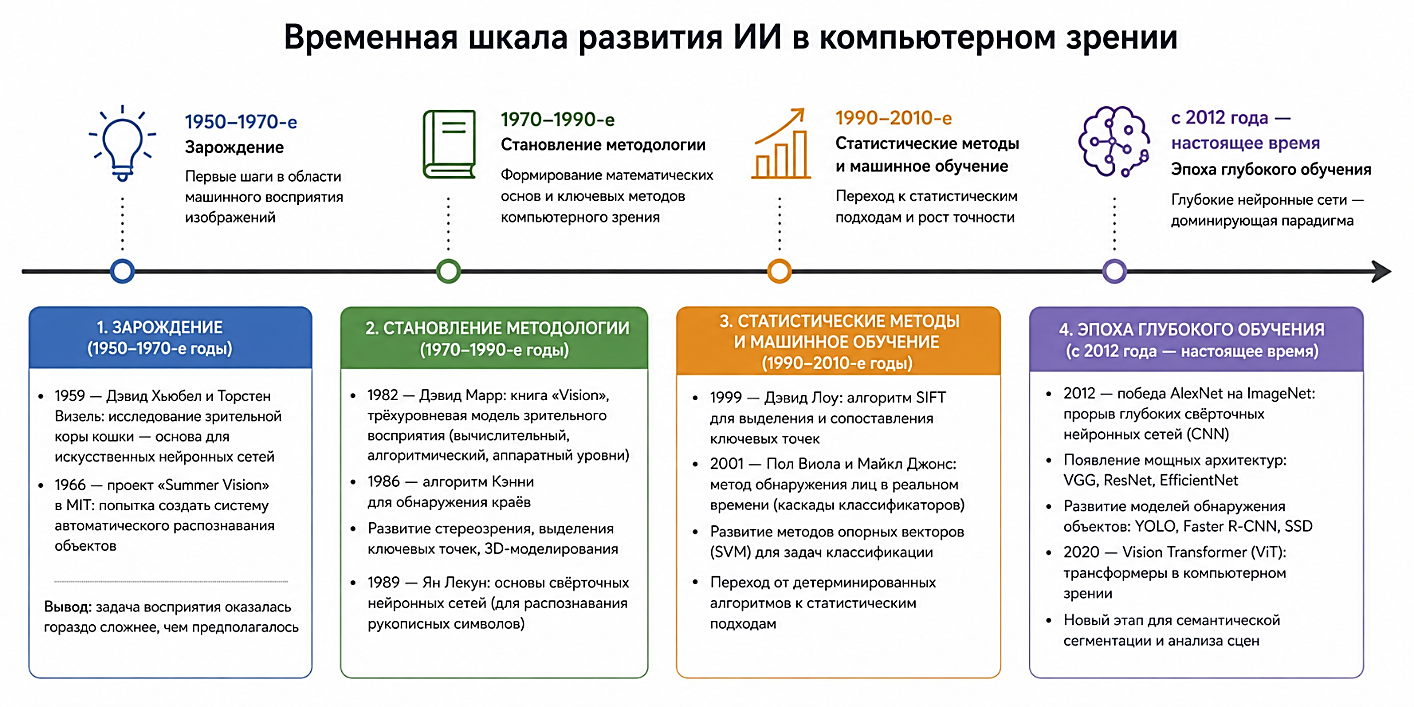 Временная шкала развития ИИ в компьютерном зрении
1950–1970-е
Зарождение
Первые шаги в области
машинного восприятия
изображений
1970–1990-е
Становление методологии
Формирование математических
основ и ключевых методов
компьютерного зрения
1990–2010-е
Статистические методы
и машинное обучение
Переход к статистическим
подходам и рост точности
с 2012 года —
настоящее время
Эпоха глубокого обучения
Глубокие нейронные сети —
доминирующая парадигма
1. ЗАРОЖДЕНИЕ
(1950–1970-е годы)
• 1959 — Дэвид Хьюбел и Торстен
Визель: исследование зрительной
коры кошки — основа для
искусственных нейронных сетей
• 1966 — проект «Summer Vision»
в MIT: попытка создать систему
автоматического распознавания
объектов
Вывод: задача восприятия оказалась
гораздо сложнее, чем предполагалось
2. СТАНОВЛЕНИЕ МЕТОДОЛОГИИ
(1970–1990-е годы)
• 1982 — Дэвид Марр: книга «Vision»,
трёхуровневая модель зрительного
восприятия (вычислительный,
алгоритмический, аппаратный уровни)
• 1986 — алгоритм Кэнни
для обнаружения краёв
• Развитие стереозрения, выделения
ключевых точек, 3D-моделирования
• 1989 — Ян Лекун: основы свёрточных
нейронных сетей (для распознавания
рукописных символов)
3. СТАТИСТИЧЕСКИЕ МЕТОДЫ
И МАШИННОЕ ОБУЧЕНИЕ
(1990–2010-е годы)
• 1999 — Дэвид Лоу: алгоритм SIFT
для выделения и сопоставления
ключевых точек
• 2001 — Пол Виола и Майкл Джонс:
метод обнаружения лиц в реальном
времени (каскады классификаторов)
• Развитие методов опорных векторов
(SVM) для задач классификации
• Переход от детерминированных
алгоритмов к статистическим
подходам
4. ЭПОХА ГЛУБОКОГО ОБУЧЕНИЯ
(с 2012 года — настоящее время)
• 2012 — победа AlexNet на ImageNet:
прорыв глубоких свёрточных
нейронных сетей (CNN)
• Появление мощных архитектур:
VGG, ResNet, EfficientNet
• Развитие моделей обнаружения
объектов: YOLO, Faster R-CNN, SSD
• 2020 — Vision Transformer (ViT):
трансформеры в компьютерном
зрении
• Новый этап для семантической
сегментации и анализа сцен